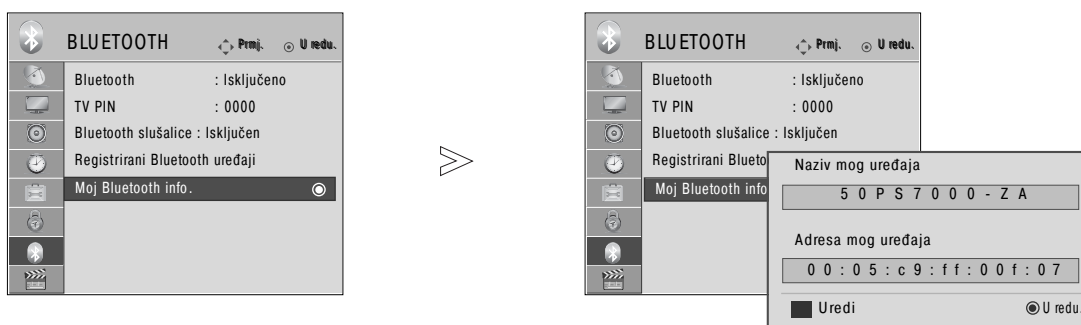 BLUETOOTH Prmj. U redu.
Bluetooth : Isključeno
TV PIN : 0000
Bluetooth slušalice : Isključen
Registrirani Bluetooth uređaji
Moj Bluetooth info.
BLUETOOTH Prmj. U redu.
Bluetooth : Isključeno
TV PIN : 0000
Bluetooth slušalice : Isključen
Registrirani Blueto
Moj Bluetooth info
Naziv mog uređaja
50PS7000-ZA
Adresa mog uređaja
00:05:c9:ff:00f:07
Uredi U redu.